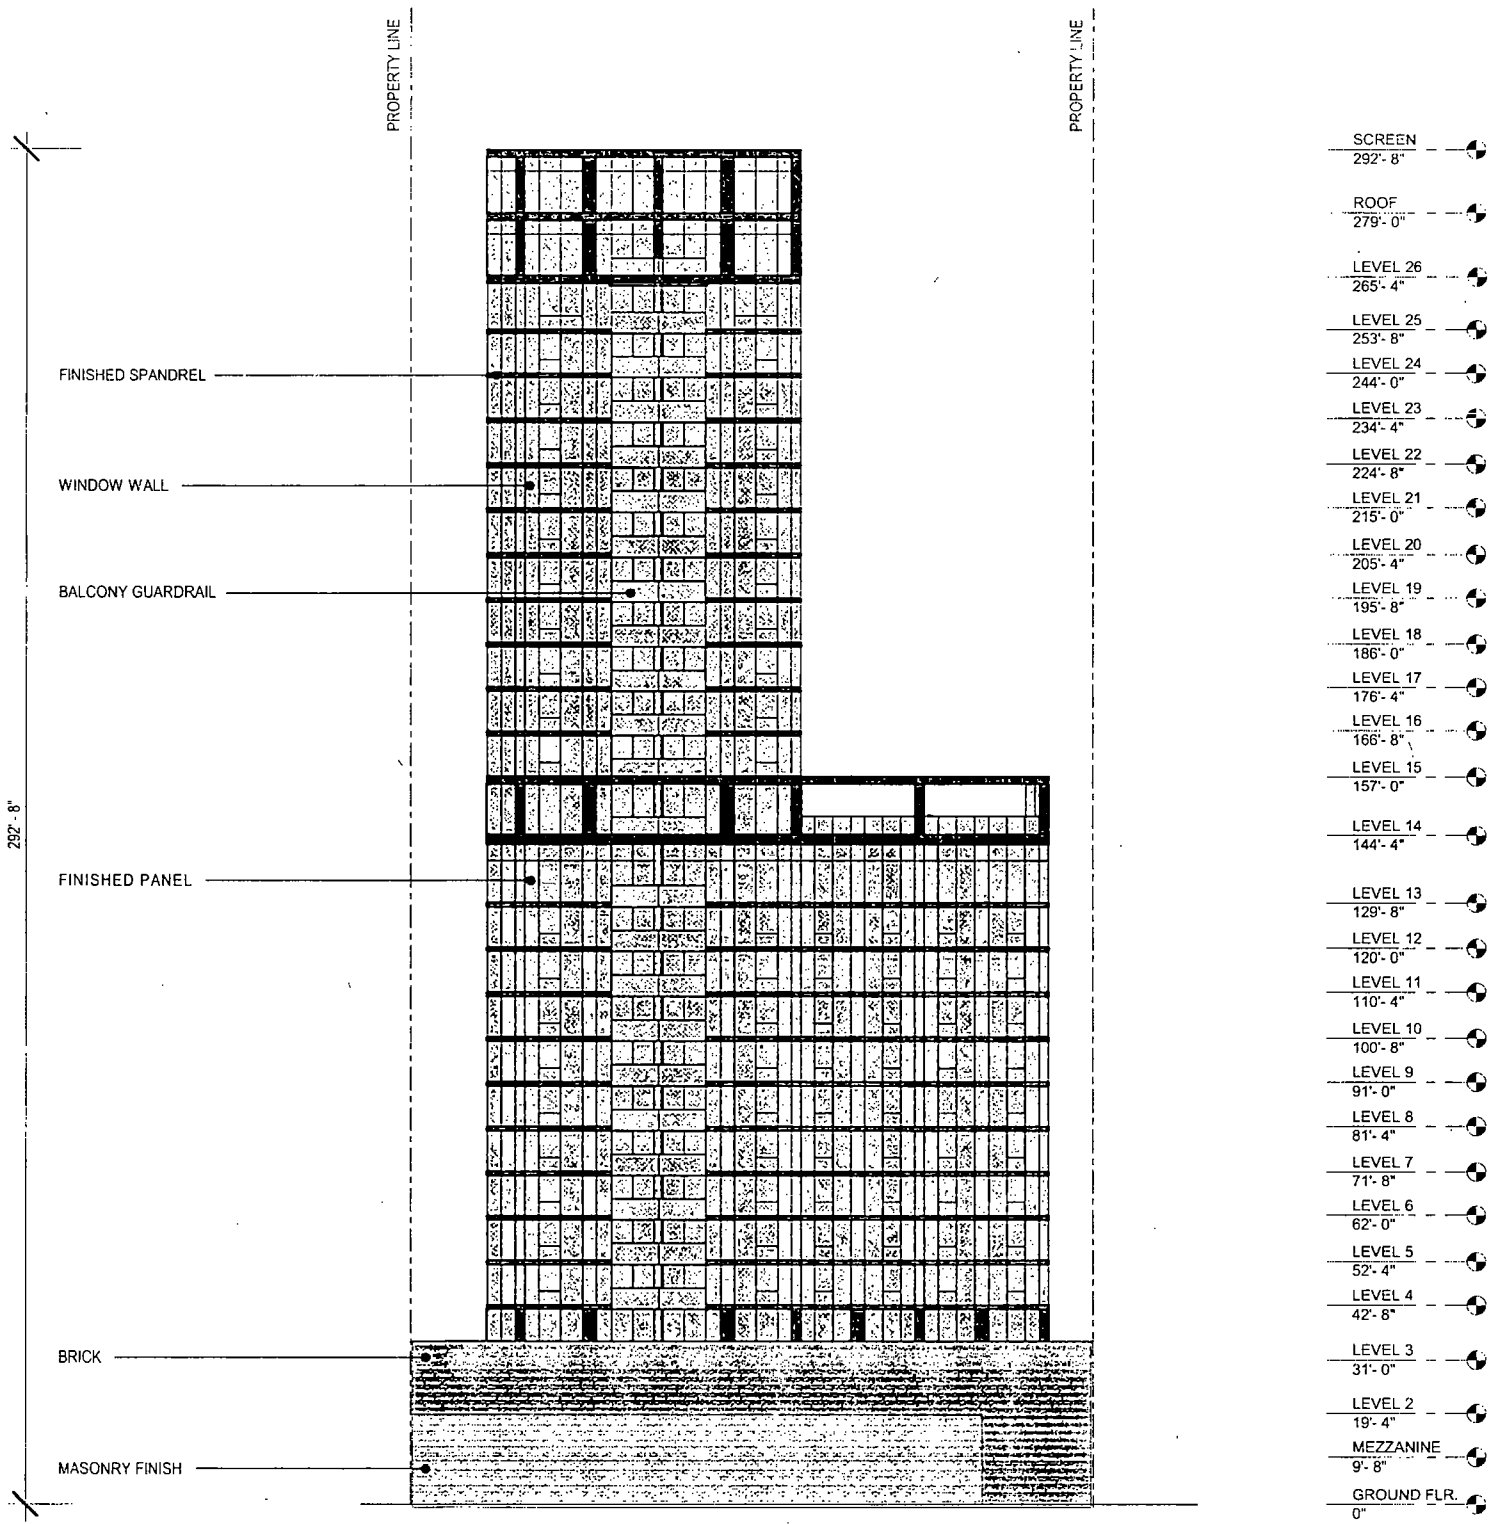 PROPERTY LINE
PROPERTY LINE
SCREEN
292'- 8"
ROOF
279'- 0"
LEVEL 26
265'- 4"
LEVEL 25
253'- 8"
LEVEL 24
244'- 0"
LEVEL 23
234'- 4"
LEVEL 22
224'- 8"
LEVEL 21
215'- 0"
LEVEL 20
205'- 4"
LEVEL 19
195'- 8"
LEVEL 18
186'- 0"
LEVEL 17
176'- 4"
LEVEL 16
166'- 8"
LEVEL 15
157'- 0"
LEVEL 14
144'- 4"
LEVEL 13
129'- 8"
LEVEL 12
120'- 0"
LEVEL 11
110'- 4"
LEVEL 10
100'- 8"
LEVEL 9
91'- 0"
LEVEL 8
81'- 4"
LEVEL 7
71'- 8"
LEVEL 6
62'- 0"
LEVEL 5
52'- 4"
LEVEL 4
42'- 8"
LEVEL 3
31'- 0"
LEVEL 2
19'- 4"
MEZZANINE
9'- 8"
GROUND FLR.
0"
FINISHED SPANDREL
WINDOW WALL
BALCONY GUARDRAIL
292'- 8"
FINISHED PANEL
BRICK
MASONRY FINISH